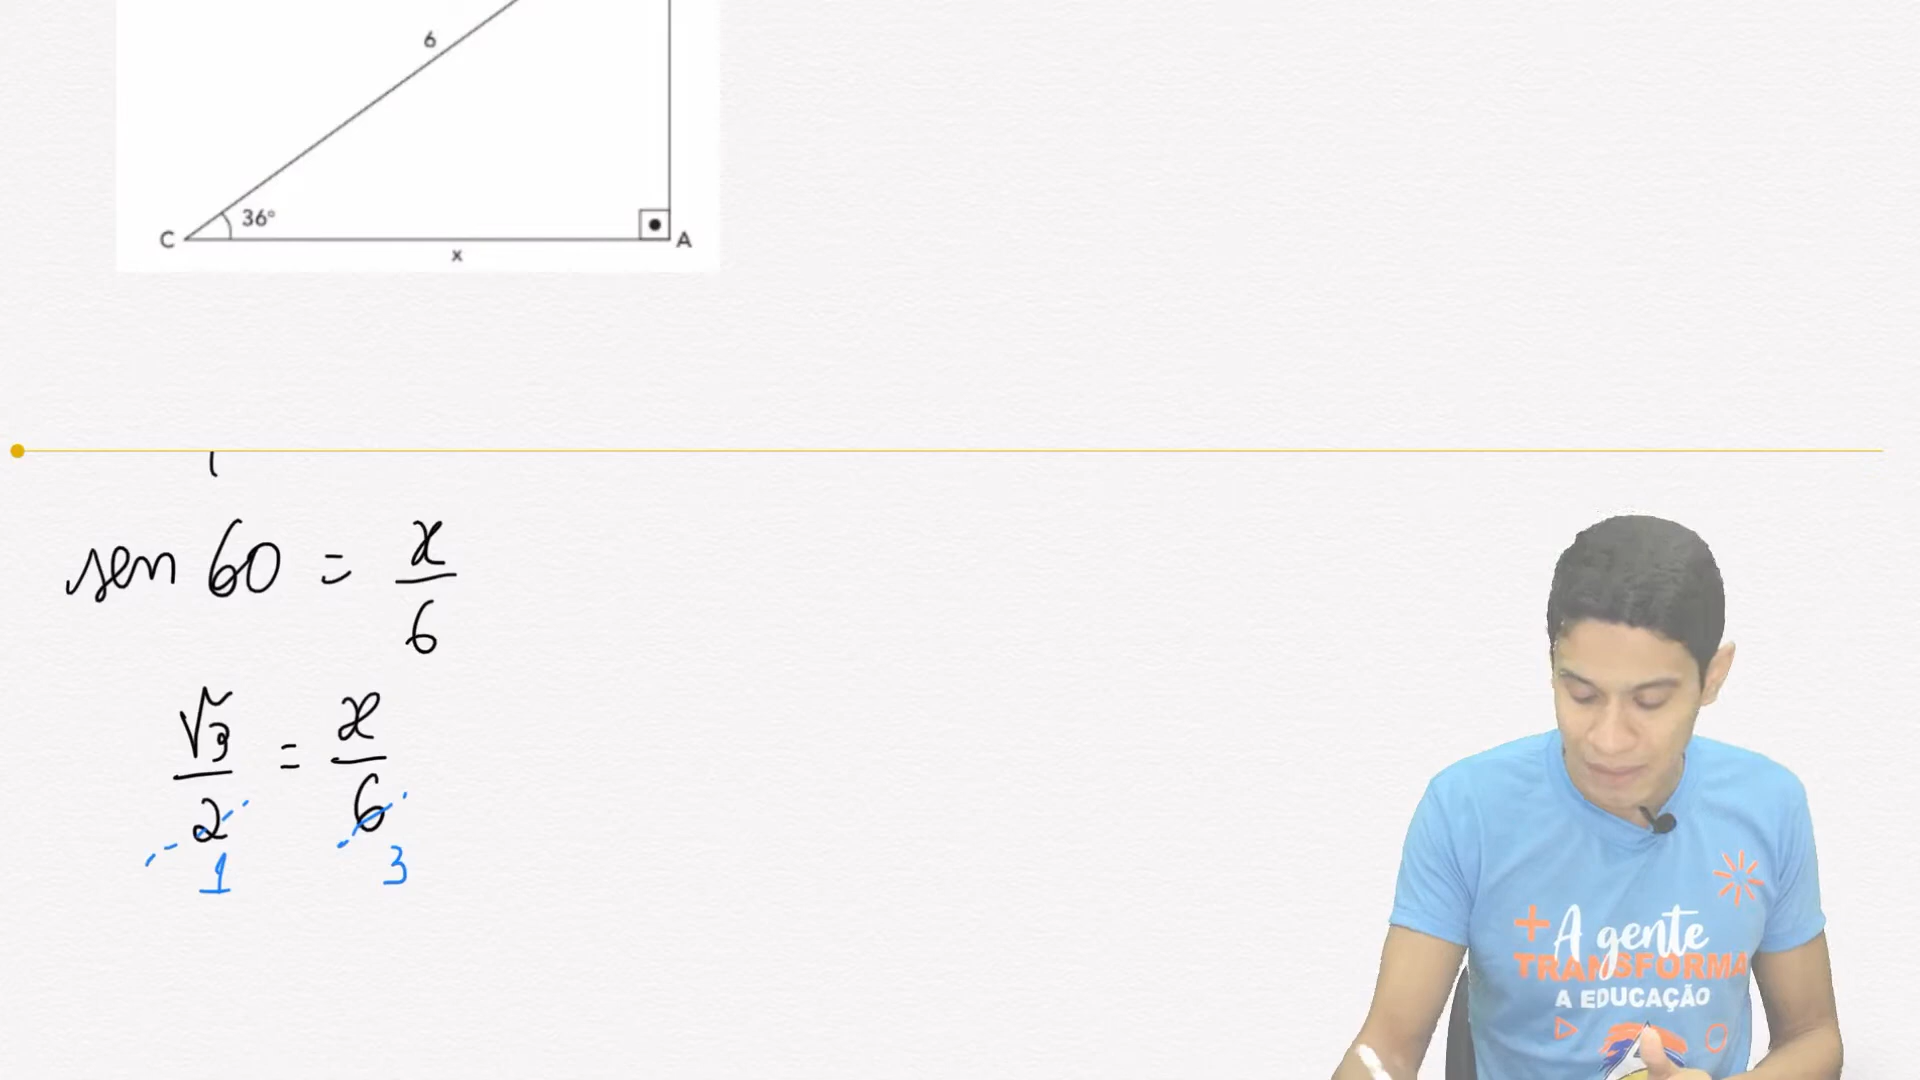 6
36°
C
A
x
sen 60 = x/6
√3/2 = x/6
1 3
+ A gente
TRANSFORMA
A EDUCAÇÃO